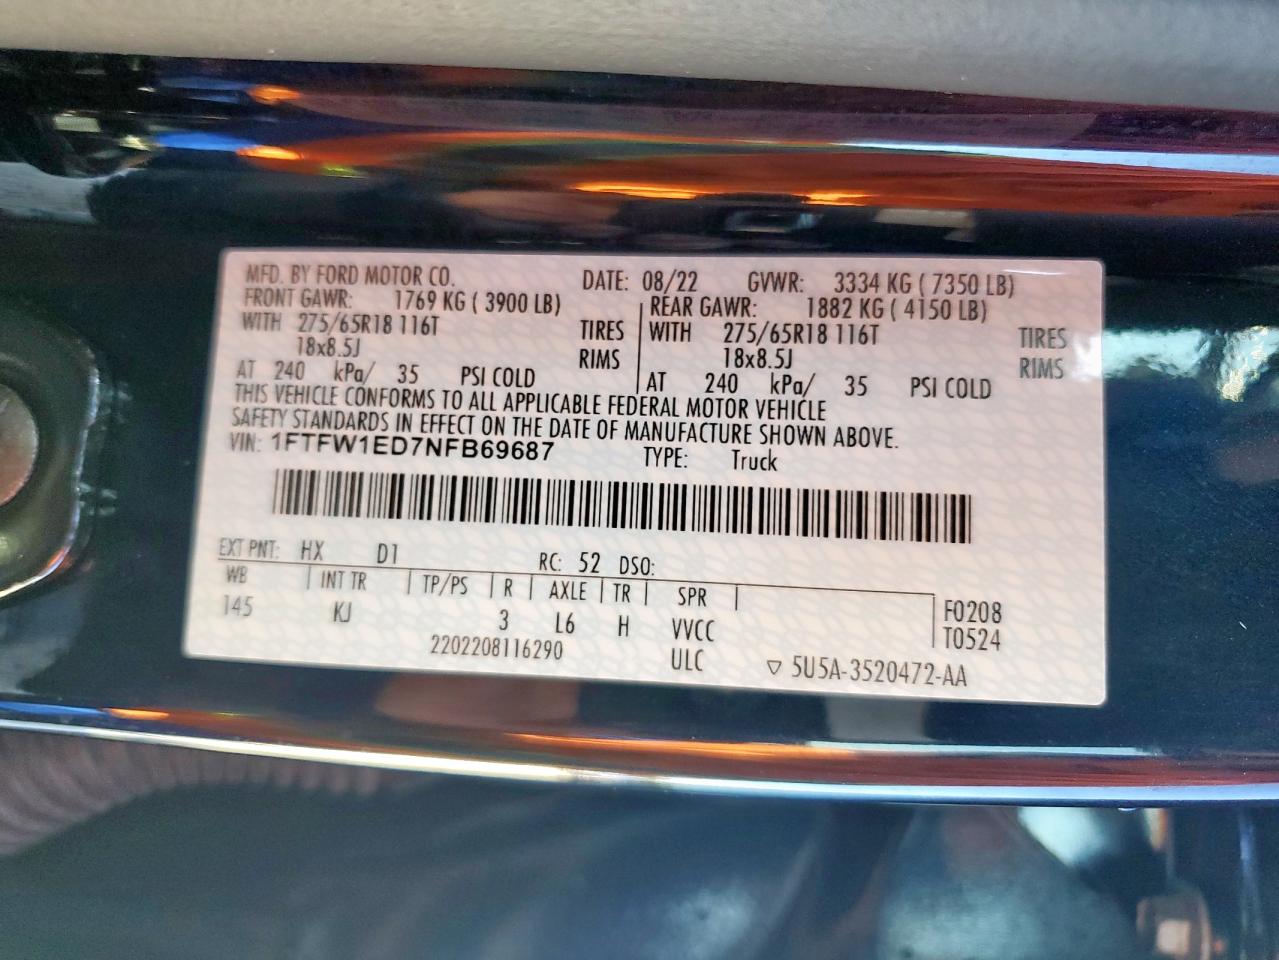 MFD. BY FORD MOTOR CO. DATE: 08/22 GVWR: 3334 KG ( 7350 LB)
FRONT GAWR: 1769 KG ( 3900 LB) REAR GAWR: 1882 KG ( 4150 LB)
WITH 275/65R18 116T TIRES WITH 275/65R18 116T TIRES
18x8.5J RIMS 18x8.5J RIMS
AT 240 kPa/ 35 PSI COLD AT 240 kPa/ 35 PSI COLD
THIS VEHICLE CONFORMS TO ALL APPLICABLE FEDERAL MOTOR VEHICLE
SAFETY STANDARDS IN EFFECT ON THE DATE OF MANUFACTURE SHOWN ABOVE.
VIN: 1FTFW1ED7NFB69687 TYPE: Truck
EXT PNT: HX D1 RC: 52 DSO:
WB INT TR TP/PS R AXLE TR SPR F0208
145 KJ 3 L6 H VVCC T0524
2202208116290 ULC ▽ 5U5A-3520472-AA